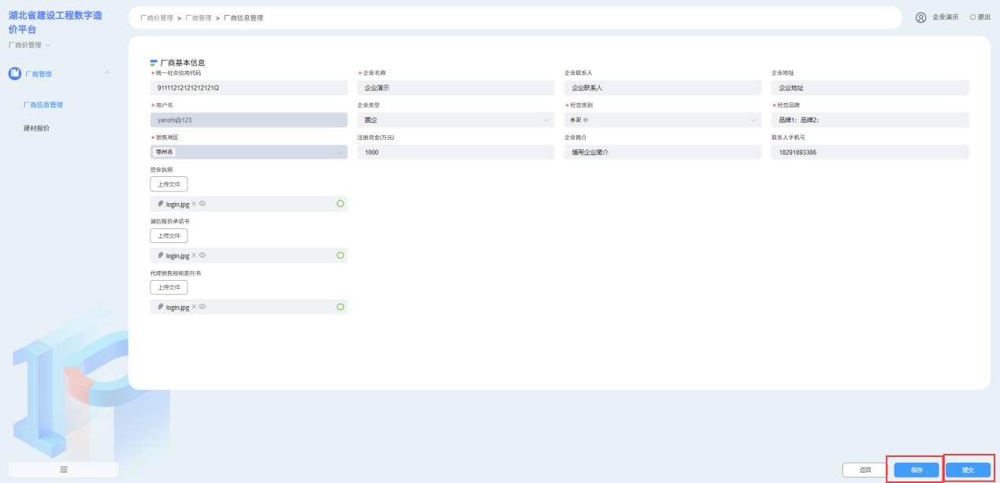 湖北省建设工程数字造
价平台
厂商价管理
厂商管理
厂商信息管理
建材报价
厂商价管理 > 厂商管理 > 厂商信息管理
企业演示 退出
厂商基本信息
*统一社会信用代码 *企业名称 企业联系人 企业地址
91111212121212121Q 企业演示 企业联系人 企业地址
*用户名 企业类型 *经营类别 *经营品牌
yanshi@123 国企 水泥 品牌1；品牌2；
*销售地区 注册资金(万元) 企业简介 联系人手机号
鄂州市 1000 填写企业简介 18291893386
营业执照
上传文件
login.jpg X
诚信报价承诺书
上传文件
login.jpg X
代理销售授权委托书
上传文件
login.jpg X
返回 保存 提交